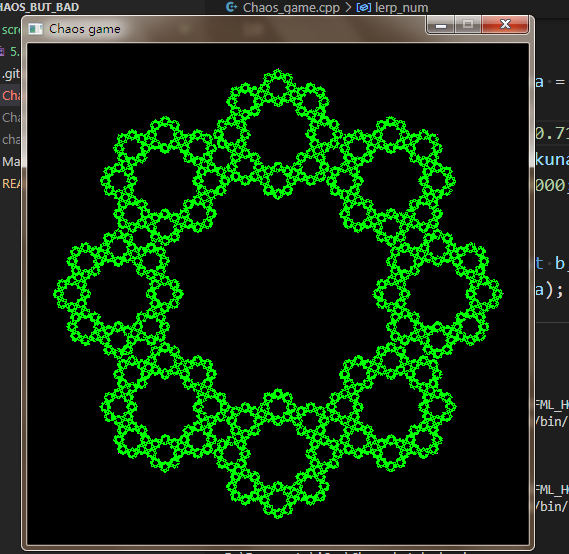 HAOS_BUT_BAD
Chaos_game.cpp > lerp_num
Chaos game
scre
5.
.git
Cha
Cha
cha
Ma
REA
a =
0.71
kuna
000;
t b,
a);
FML_H
/bin/
FML_H
/bin/